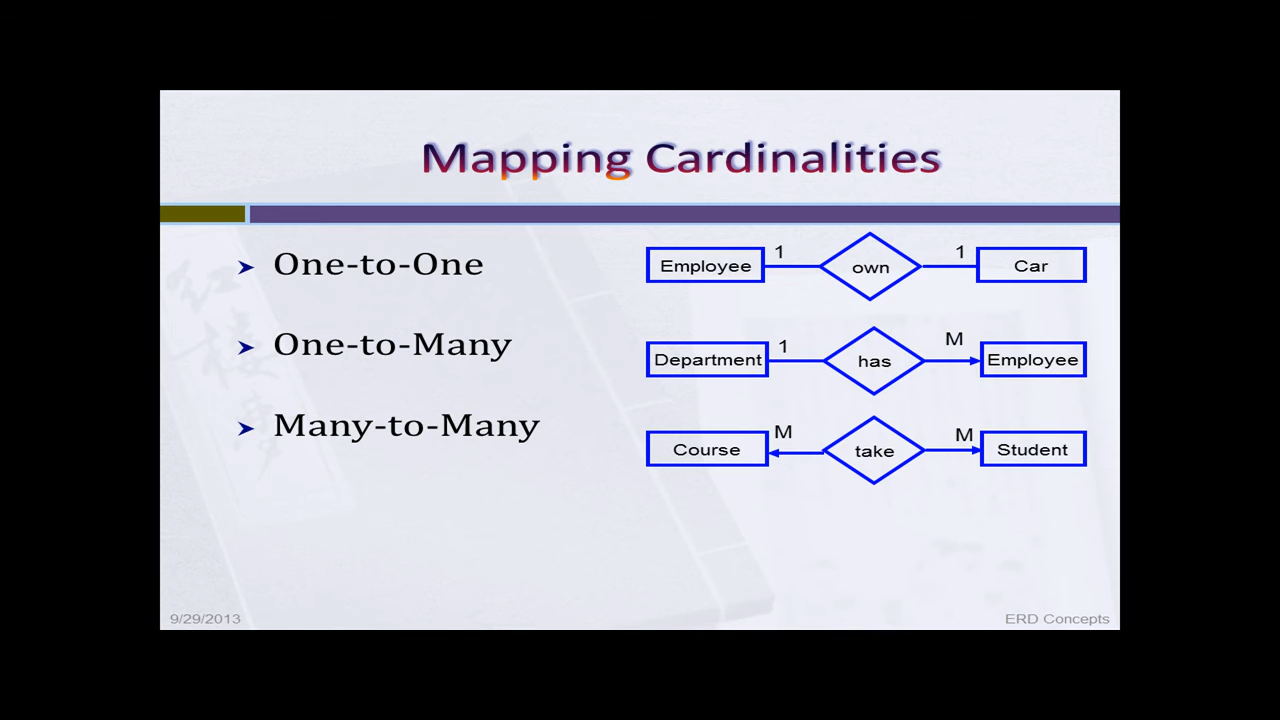 Mapping Cardinalities
One-to-One
Employee 1 own 1 Car
One-to-Many
Department 1 has M Employee
Many-to-Many
Course M take M Student
9/29/2013
ERD Concepts